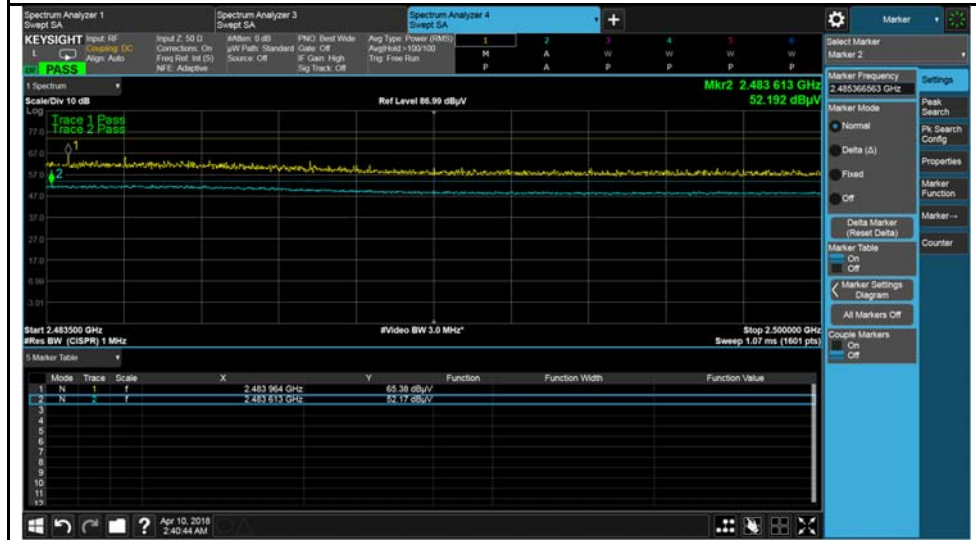 Spectrum Analyzer 1
Swept SA
Spectrum Analyzer 3
Swept SA
Spectrum Analyzer 4
Swept SA
+
Marker
KEYSIGHT
L
PASS
Input: RF
Coupling: DC
Align: Auto
Input Z: 50 Ω
Corrections: On
Freq Ref: Int (S)
NFE: Adaptive
#Atten: 0 dB
µW Path: Standard
Source: Off
PNO: Best Wide
Gate: Off
IF Gain: High
Sig Track: Off
Avg Type: Power (RMS)
Avg|Hold:>100/100
Trig: Free Run
1 2 3 4 5 6
M A W W W W
P A P P P P
Select Marker
Marker 2
1 Spectrum
Scale/Div 10 dB
Ref Level 86.99 dBµV
Mkr2 2.483 613 GHz
52.192 dBµV
Log
Trace 1 Pass
Trace 2 Pass
77.0
67.0
57.0
47.0
37.0
27.0
17.0
6.99
-3.01
1
2
Start 2.483500 GHz
#Res BW (CISPR) 1 MHz
#Video BW 3.0 MHz*
Stop 2.500000 GHz
Sweep 1.07 ms (1601 pts)
5 Marker Table
Mode Trace Scale X Y Function Function Width Function Value
1 N 1 f 2.483 964 GHz 65.38 dBµV
2 N 2 f 2.483 613 GHz 52.17 dBµV
3
4
5
6
7
8
9
10
11
12
Marker Frequency
2.485366563 GHz
Marker Mode
Normal
Delta (Δ)
Fixed
Off
Delta Marker
(Reset Delta)
Marker Table
On
Off
Marker Settings
Diagram
All Markers Off
Couple Markers
On
Off
Settings
Peak
Search
Pk Search
Config
Properties
Marker
Function
Marker→
Counter
?
Apr 10, 2018
2:40:44 AM